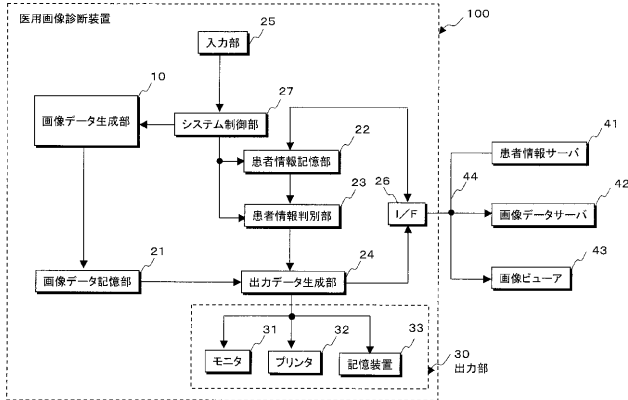 医用画像診断装置
100
25
入力部
10
画像データ生成部
27
システム制御部
22
患者情報記憶部
23
患者情報判別部
26
I/F
44
41
患者情報サーバ
42
画像データサーバ
43
画像ビューア
21
画像データ記憶部
24
出力データ生成部
31
モニタ
32
プリンタ
33
記憶装置
30
出力部